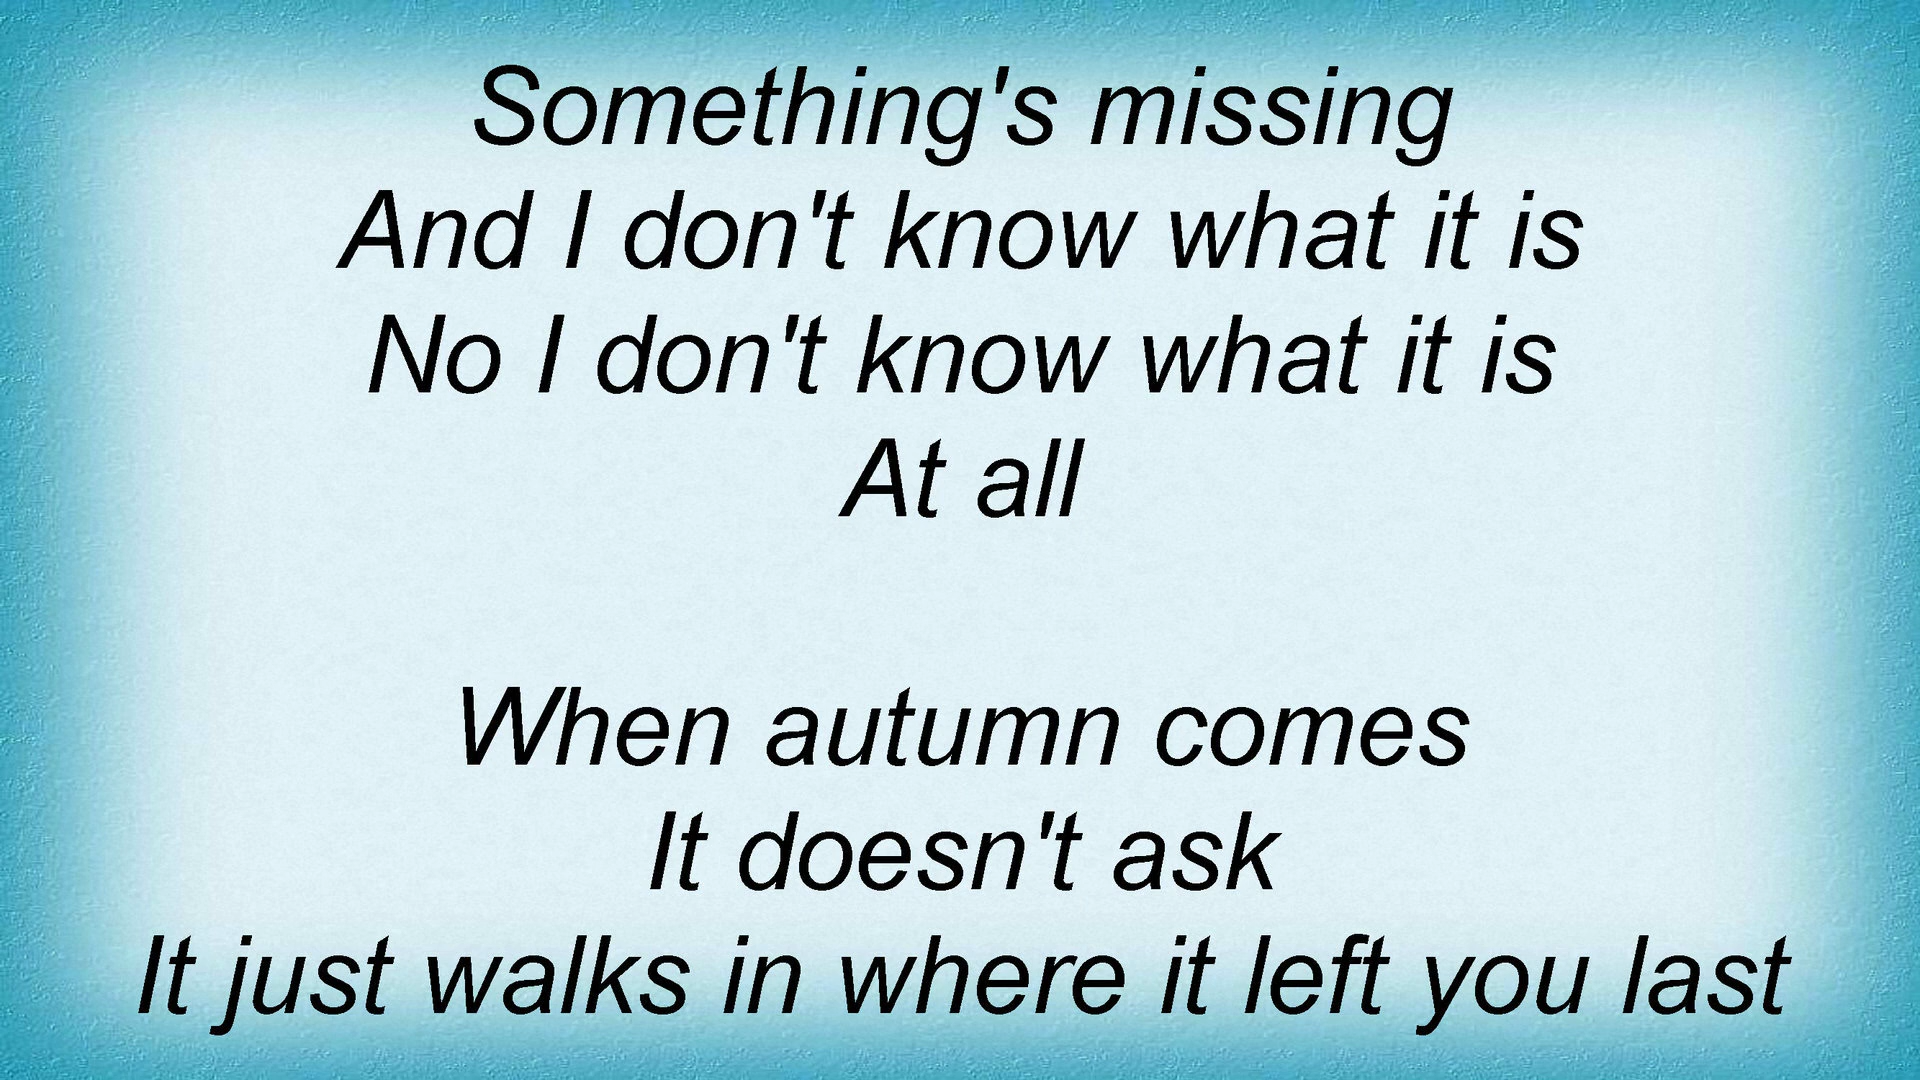 Something's missing
And I don't know what it is
No I don't know what it is
At all
When autumn comes
It doesn't ask
It just walks in where it left you last